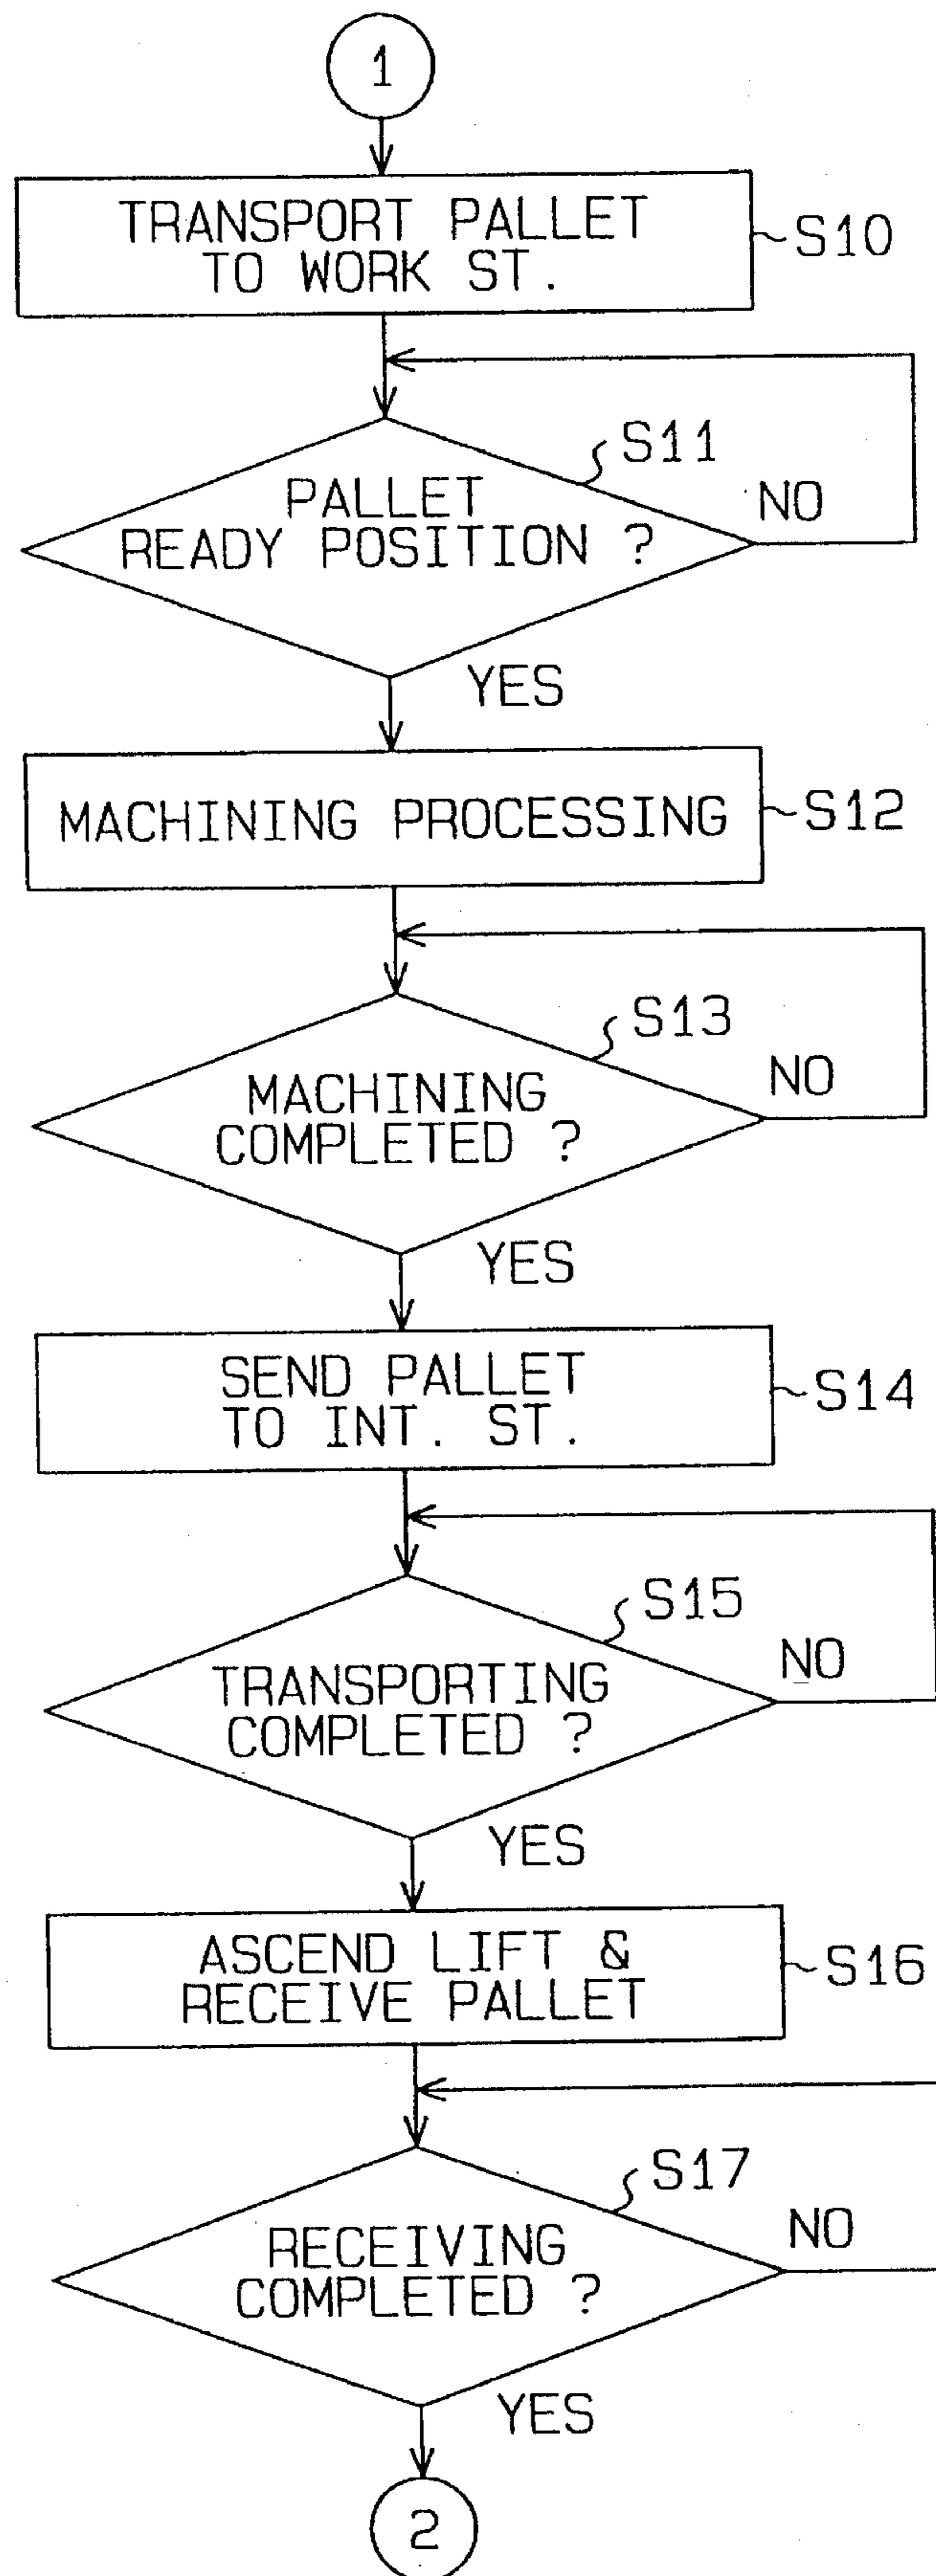 1
TRANSPORT PALLET
TO WORK ST.
S10
S11
PALLET
READY POSITION ?
NO
YES
MACHINING PROCESSING
S12
S13
MACHINING
COMPLETED ?
NO
YES
SEND PALLET
TO INT. ST.
S14
S15
TRANSPORTING
COMPLETED ?
NO
YES
ASCEND LIFT &
RECEIVE PALLET
S16
S17
RECEIVING
COMPLETED ?
NO
YES
2